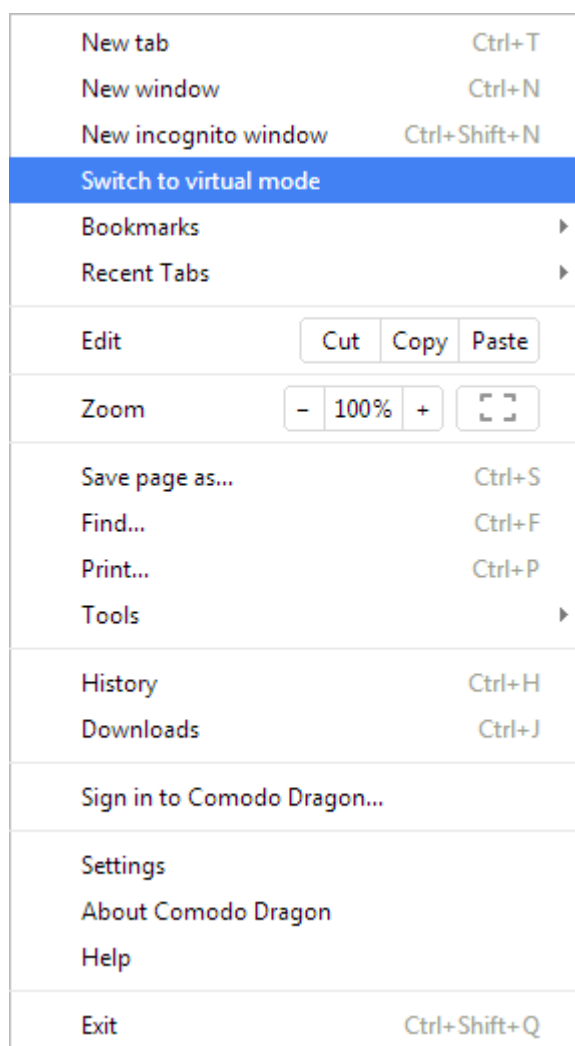 New tab Ctrl+T
New window Ctrl+N
New incognito window Ctrl+Shift+N
Switch to virtual mode
Bookmarks
Recent Tabs
Edit Cut Copy Paste
Zoom − 100% +
Save page as... Ctrl+S
Find... Ctrl+F
Print... Ctrl+P
Tools
History Ctrl+H
Downloads Ctrl+J
Sign in to Comodo Dragon...
Settings
About Comodo Dragon
Help
Exit Ctrl+Shift+Q